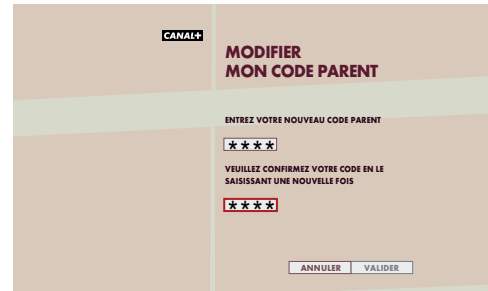 CANAL+
MODIFIER
MON CODE PARENT
ENTREZ VOTRE NOUVEAU CODE PARENT
****
VEUILLEZ CONFIRMEZ VOTRE CODE EN LE
SAISISSANT UNE NOUVELLE FOIS
****
ANNULER VALIDER